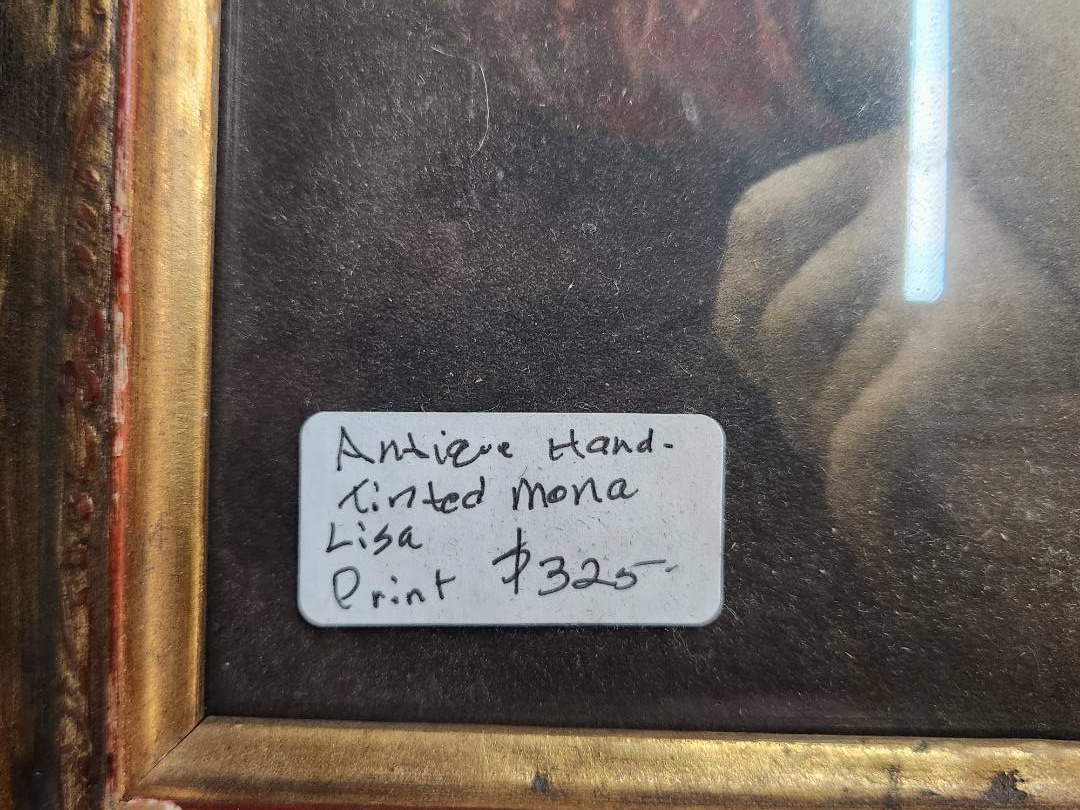 Antique Hand-
Tinted Mona
Lisa
Print $325-